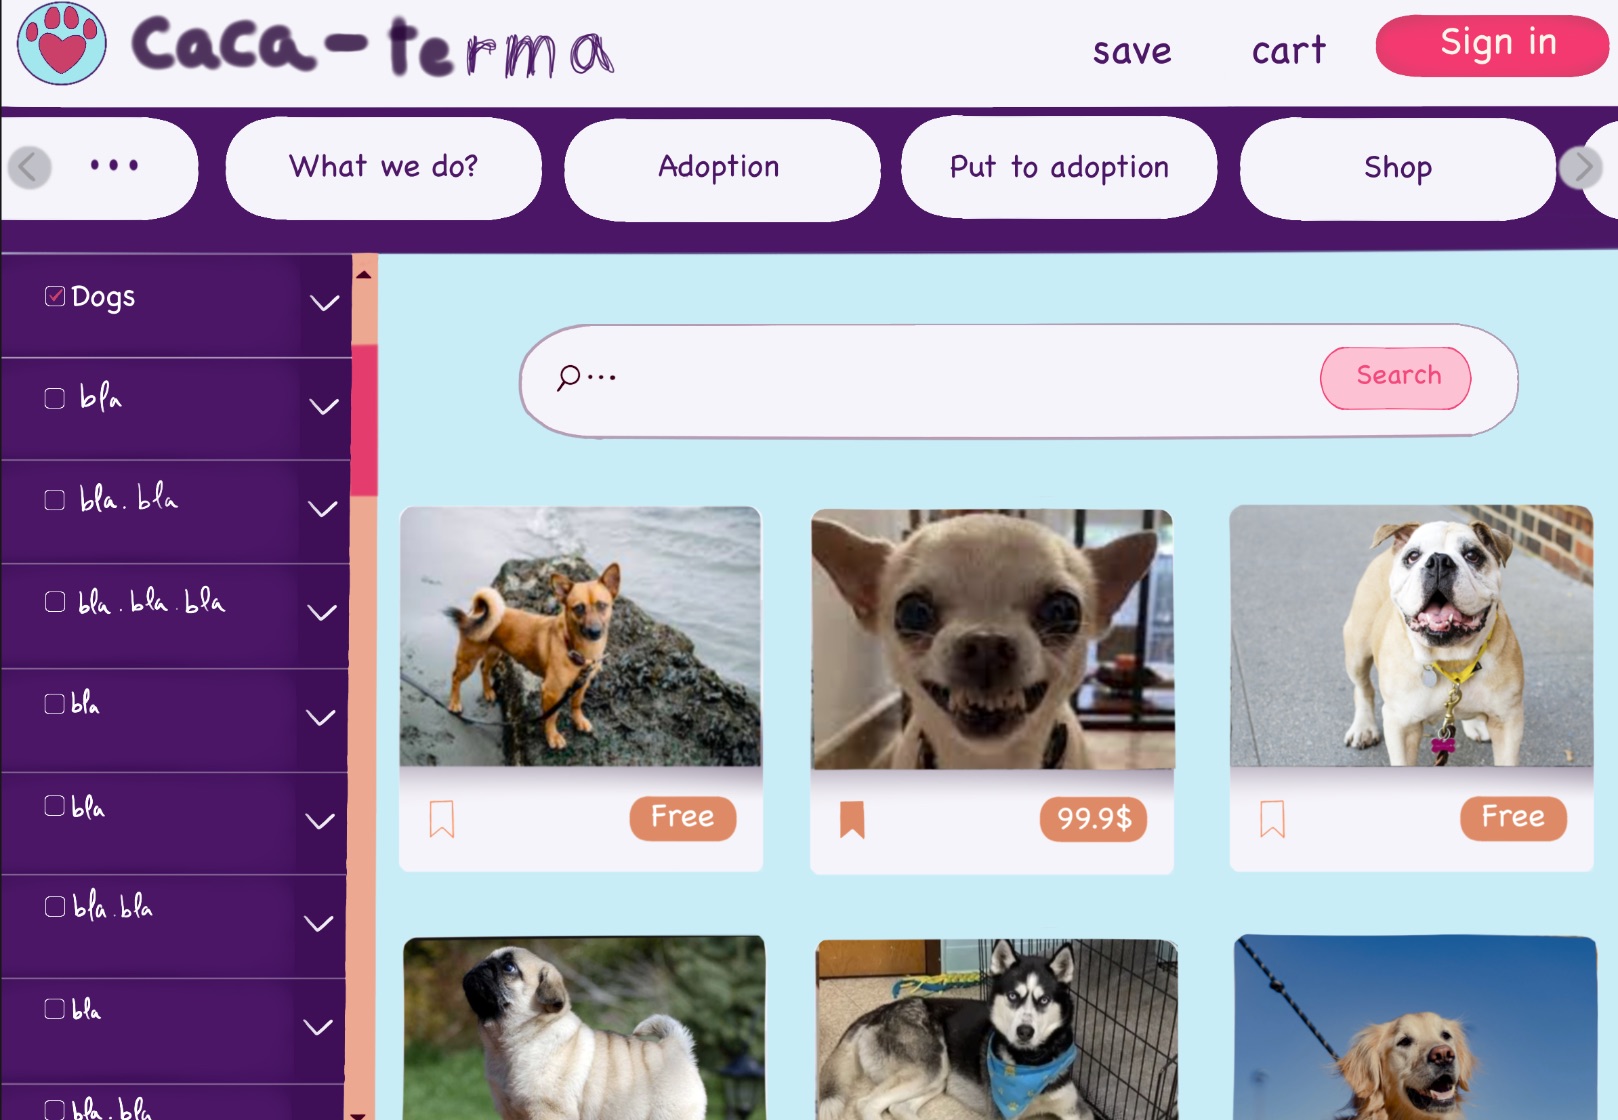 caca-terma
save
cart
Sign in
•••
What we do?
Adoption
Put to adoption
Shop
Dogs
bla
bla. bla
bla . bla . bla
bla
bla
bla . bla
bla
bla . bla
...
Search
Free
99.9$
Free